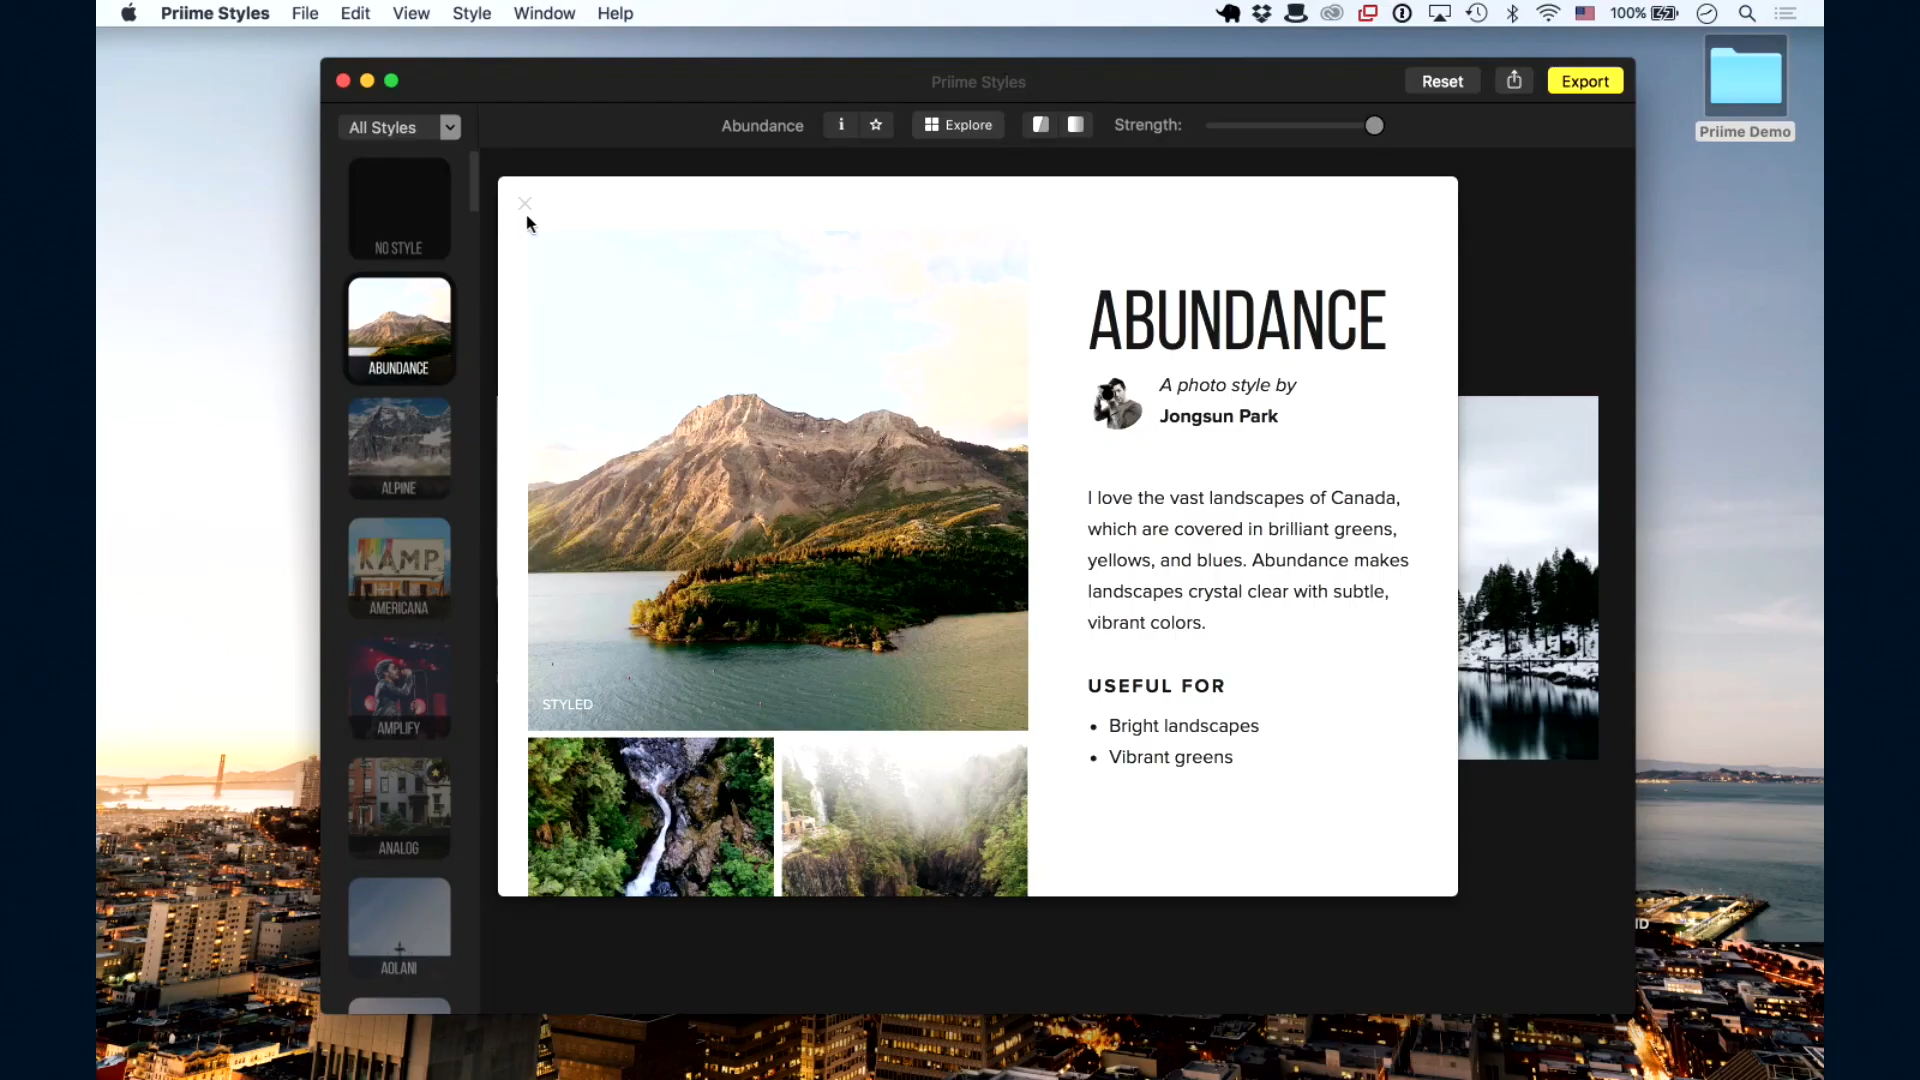 Priime Styles File Edit View Style Window Help
100%
Priime Demo
Priime Styles
Reset
Export
All Styles
Abundance
i
Explore
Strength:
NO STYLE
ABUNDANCE
ALPINE
KAMP
AMERICANA
AMPLIFY
ANALOG
AOLANI
STYLED
ABUNDANCE
A photo style by
Jongsun Park
I love the vast landscapes of Canada,
which are covered in brilliant greens,
yellows, and blues. Abundance makes
landscapes crystal clear with subtle,
vibrant colors.
USEFUL FOR
• Bright landscapes
• Vibrant greens
ID